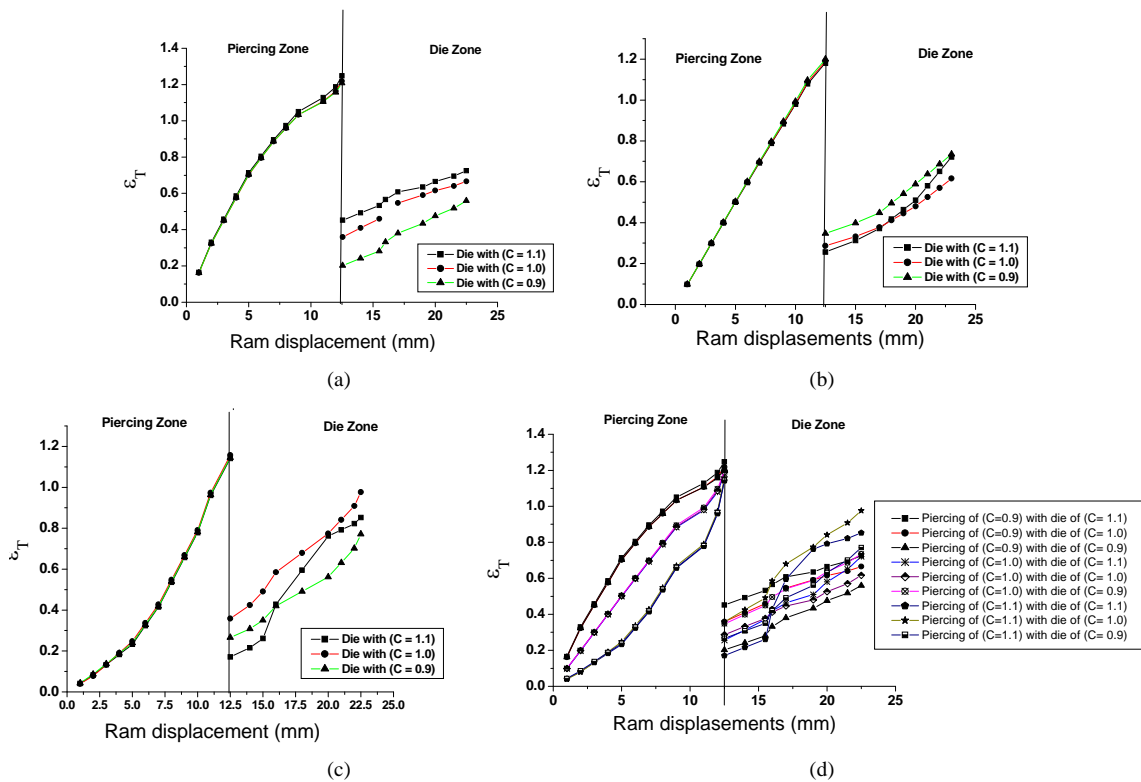 (a)
Piercing Zone
Die Zone
1.4
1.2
1.0
0.8
0.6
0.4
0.2
0.0
ε_T
Die with (C = 1.1)
Die with (C = 1.0)
Die with (C = 0.9)
0 5 10 15 20 25
Ram displacement (mm)
(a)
Piercing Zone
Die Zone
1.2
0.8
0.6
0.4
0.2
0.0
ε_T
Die with (C = 1.1)
Die with (C = 1.0)
Die with (C = 0.9)
0 5 10 15 20 25
Ram displasements (mm)
(b)
Piercing Zone
Die Zone
1.2
1.0
0.8
0.6
0.4
0.2
0.0
Die with (C = 1.1)
Die with (C = 1.0)
Die with (C = 0.9)
0.0 2.5 5.0 7.5 10.0 12.5 15.0 17.5 20.0 22.5 25.0
Ram displacement (mm)
(c)
Piercing Zone
Die Zone
1.4
1.2
1.0
0.8
0.6
0.4
0.2
0.0
ε_T
0 5 10 15 20 25
Ram displasements (mm)
Piercing of (C=0.9) with die of (C= 1.1)
Piercing of (C=0.9) with die of (C= 1.0)
Piercing of (C=0.9) with die of (C= 0.9)
Piercing of (C=1.0) with die of (C= 1.1)
Piercing of (C=1.0) with die of (C= 1.0)
Piercing of (C=1.0) with die of (C= 0.9)
Piercing of (C=1.1) with die of (C= 1.1)
Piercing of (C=1.1) with die of (C= 1.0)
Piercing of (C=1.1) with die of (C= 0.9)
(d)